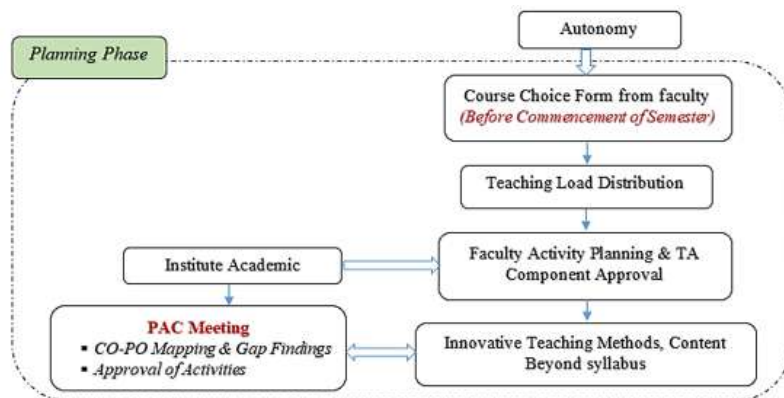 Autonomy
Planning Phase
Course Choice Form from faculty
(Before Commencement of Semester)
Teaching Load Distribution
Institute Academic
Faculty Activity Planning & TA
Component Approval
PAC Meeting
▪ CO-PO Mapping & Gap Findings
▪ Approval of Activities
Innovative Teaching Methods, Content
Beyond syllabus